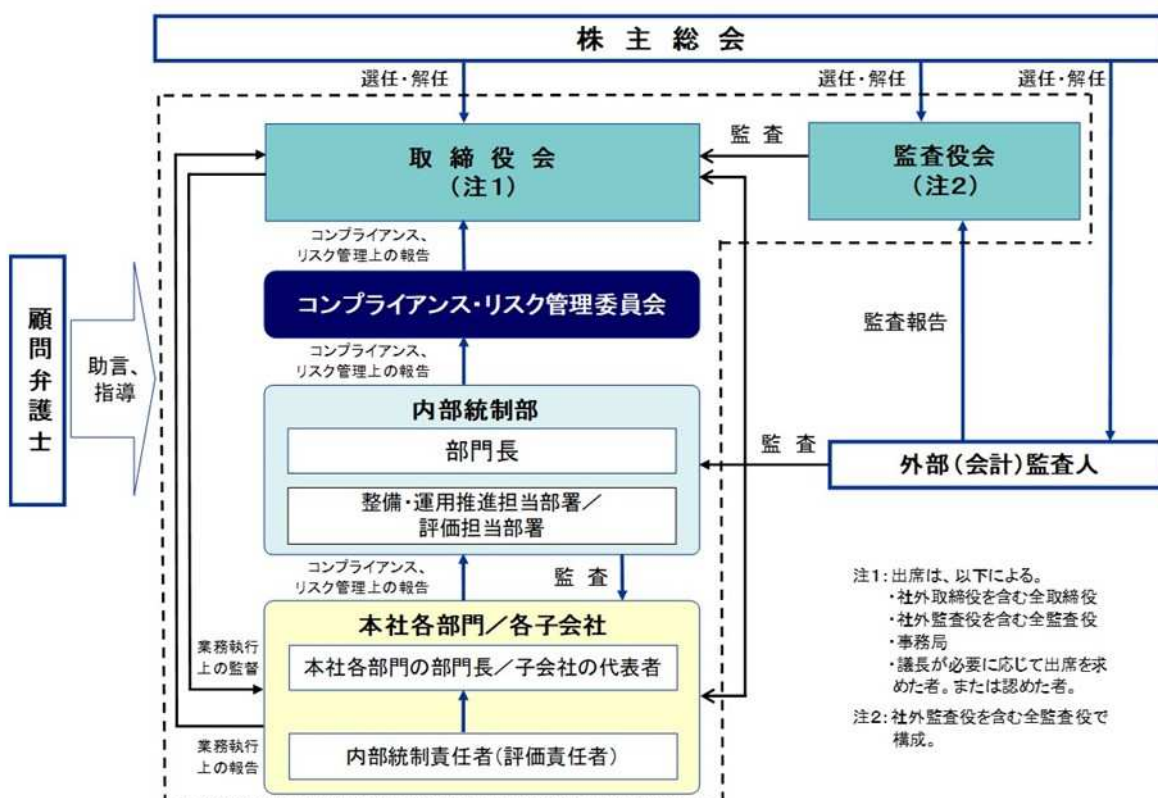 株主総会
選任・解任
選任・解任
選任・解任
取締役会
(注1)
監査
監査役会
(注2)
コンプライアンス、
リスク管理上の報告
コンプライアンス・リスク管理委員会
顧問弁護士
助言、
指導
監査報告
コンプライアンス、
リスク管理上の報告
内部統制部
部門長
監査
外部(会計)監査人
整備・運用推進担当部署/
評価担当部署
コンプライアンス、
リスク管理上の報告
監査
本社各部門/各子会社
業務執行
上の監督
本社各部門の部門長/子会社の代表者
業務執行
上の報告
内部統制責任者(評価責任者)
注1:出席は、以下による。
・社外取締役を含む全取締役
・社外監査役を含む全監査役
・事務局
・議長が必要に応じて出席を求
めた者。または認めた者。
注2:社外監査役を含む全監査役で
構成。